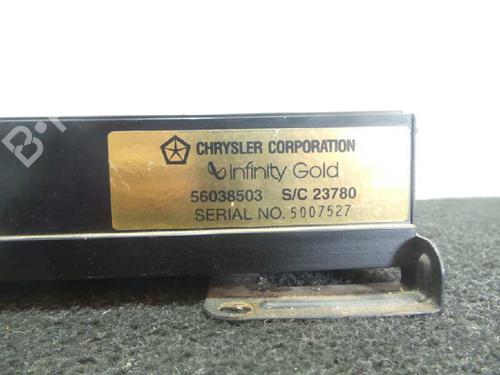 CHRYSLER CORPORATION
Infinity Gold
56038503 S/C 23780
SERIAL NO. 5007527